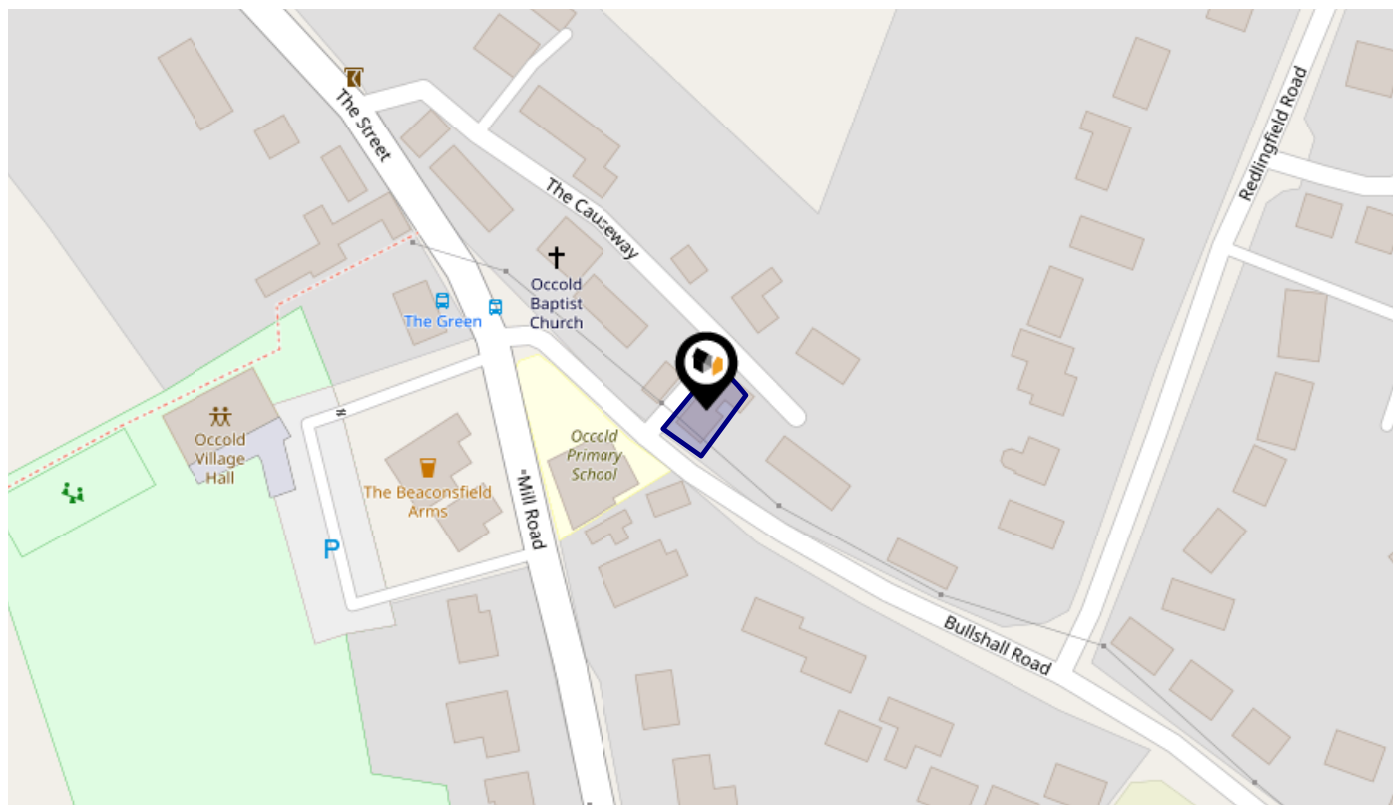 The Street
The Causeway
Redlingfield Road
Occold
Baptist
Church
The Green
Occold
Village
Hall
The Beaconsfield
Arms
Occold
Primary
School
P
Mill Road
Bullshall Road